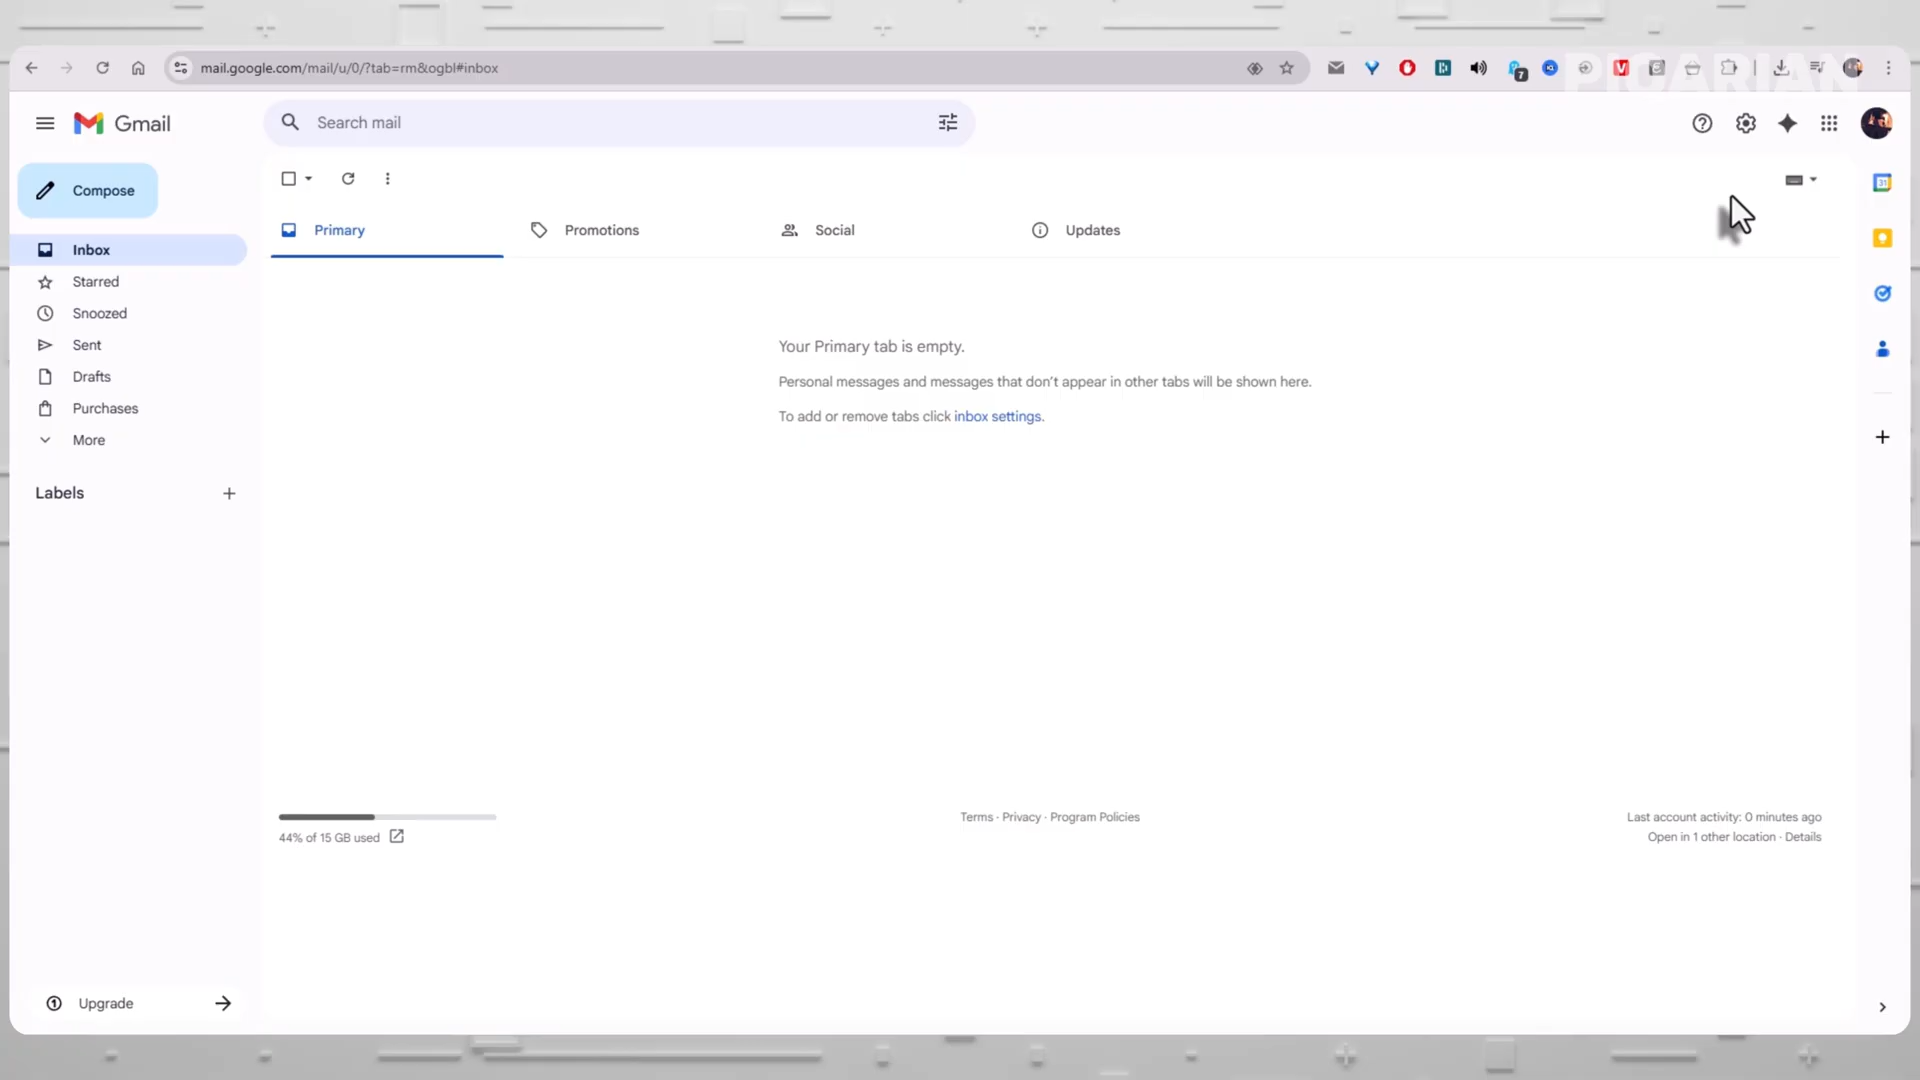 PICARIAN
mail.google.com/mail/u/0/?tab=rm&ogbl#inbox
7
Gmail
Search mail
Compose
Inbox
Starred
Snoozed
Sent
Drafts
Purchases
More
Labels
Primary
Promotions
Social
Updates
31
Your Primary tab is empty.
Personal messages and messages that don't appear in other tabs will be shown here.
To add or remove tabs click inbox settings.
44% of 15 GB used
Terms · Privacy · Program Policies
Last account activity: 0 minutes ago
Open in 1 other location · Details
Upgrade